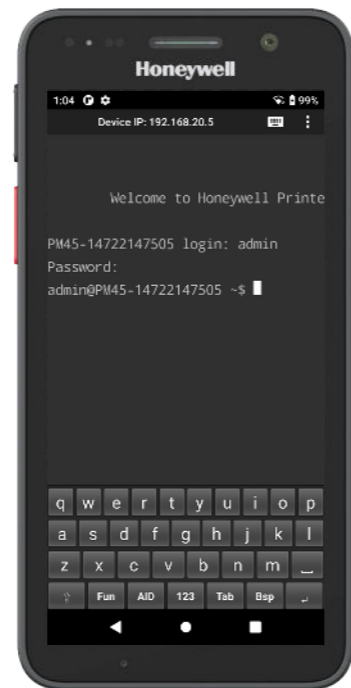 Honeywell
1:04 99%
Device IP: 192.168.20.5
Welcome to Honeywell Printe
PM45-14722147505 login: admin
Password:
admin@PM45-14722147505 ~$
q w e r t y u i o p
a s d f g h j k l
z x c v b n m
Fun AID 123 Tab Bsp